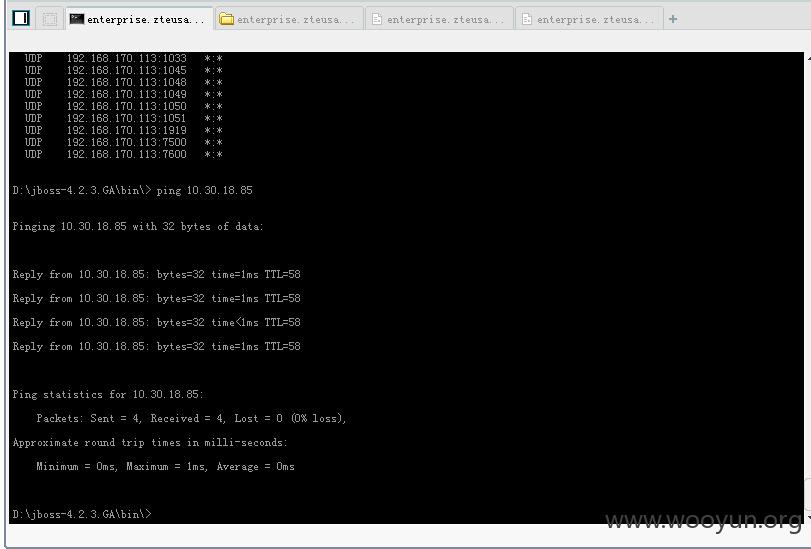 enterprise.zteusa...
enterprise.zteusa...
enterprise.zteusa...
enterprise.zteusa...
+
UDP 192.168.170.113:1033 *:*
UDP 192.168.170.113:1045 *:*
UDP 192.168.170.113:1048 *:*
UDP 192.168.170.113:1049 *:*
UDP 192.168.170.113:1050 *:*
UDP 192.168.170.113:1051 *:*
UDP 192.168.170.113:1919 *:*
UDP 192.168.170.113:7500 *:*
UDP 192.168.170.113:7600 *:*
D:\jboss-4.2.3.GA\bin\> ping 10.30.18.85
Pinging 10.30.18.85 with 32 bytes of data:
Reply from 10.30.18.85: bytes=32 time=1ms TTL=58
Reply from 10.30.18.85: bytes=32 time=1ms TTL=58
Reply from 10.30.18.85: bytes=32 time<1ms TTL=58
Reply from 10.30.18.85: bytes=32 time=1ms TTL=58
Ping statistics for 10.30.18.85:
Packets: Sent = 4, Received = 4, Lost = 0 (0% loss),
Approximate round trip times in milli-seconds:
Minimum = 0ms, Maximum = 1ms, Average = 0ms
D:\jboss-4.2.3.GA\bin\>
www.wooyun.org